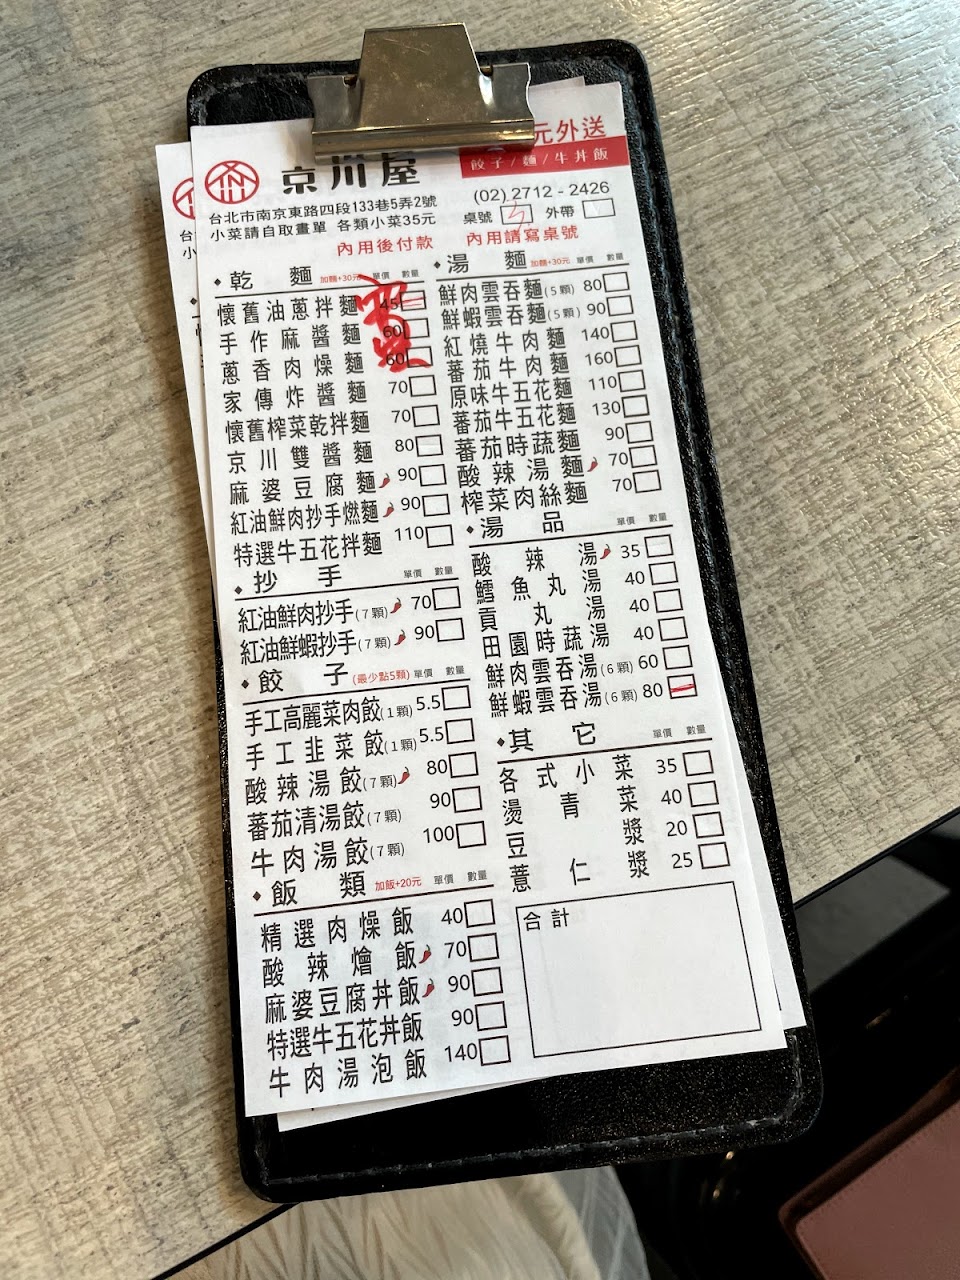 元外送
餃子/麵/牛丼飯
京川屋
(02) 2712 - 2426
台北市南京東路四段133巷5弄2號
桌號 外帶
小菜請自取畫單 各類小菜35元
內用後付款 內用請寫桌號
乾麵 加麵+30元 單價 數量
懷舊油蔥拌麵 45
手作麻醬麵 60
蔥香肉燥麵 60
家傳炸醬麵 70
懷舊榨菜乾拌麵 70
京川雙醬麵 80
麻婆豆腐麵 90
紅油鮮肉抄手燃麵 90
特選牛五花拌麵 110
抄手 單價 數量
紅油鮮肉抄手(7顆) 70
紅油鮮蝦抄手(7顆) 90
餃子 (最少點5顆) 單價 數量
手工高麗菜肉餃(1顆) 5.5
手工韭菜餃(1顆) 5.5
酸辣湯餃(7顆) 80
蕃茄清湯餃(7顆) 90
牛肉湯餃(7顆) 100
飯類 加飯+20元 單價 數量
精選肉燥飯 40
酸辣燴飯 70
麻婆豆腐丼飯 90
特選牛五花丼飯 90
牛肉湯泡飯 140
湯麵 加麵+30元 單價 數量
鮮肉雲吞麵(5顆) 80
鮮蝦雲吞麵(5顆) 90
紅燒牛肉麵 140
蕃茄牛肉麵 160
原味牛五花麵 110
蕃茄牛五花麵 130
蕃茄時蔬麵 90
酸辣湯麵 70
榨菜肉絲麵 70
湯品 單價 數量
酸辣湯 35
鱈魚丸湯 40
貢丸湯 40
田園時蔬湯 40
鮮肉雲吞湯(6顆) 60
鮮蝦雲吞湯(6顆) 80
其它 單價 數量
各式小菜 35
燙青菜 40
豆漿 20
薏仁漿 25
合計